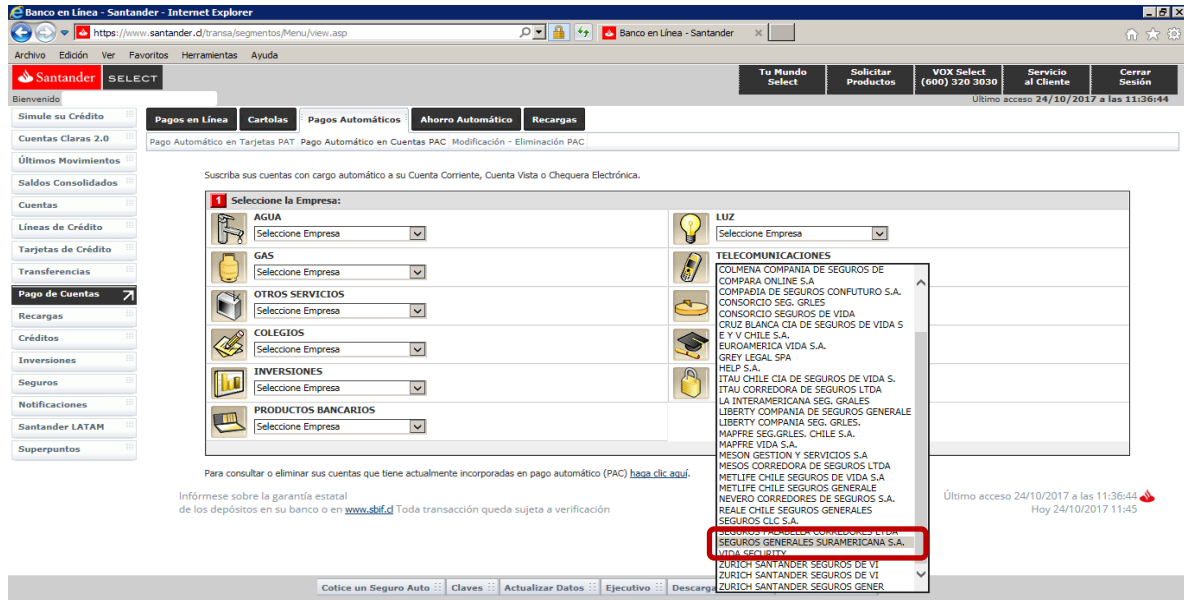 Banco en Línea - Santander - Internet Explorer
https://www.santander.cl/transa/segmentos/Menu/view.asp
Banco en Línea - Santander
Archivo Edición Ver Favoritos Herramientas Ayuda
Santander SELECT
Tu Mundo Select
Solicitar Productos
VOX Select (600) 320 3030
Servicio al Cliente
Cerrar Sesión
Bienvenido
Último acceso 24/10/2017 a las 11:36:44
Simule su Crédito
Cuentas Claras 2.0
Últimos Movimientos
Saldos Consolidados
Cuentas
Líneas de Crédito
Tarjetas de Crédito
Transferencias
Pago de Cuentas
Recargas
Créditos
Inversiones
Seguros
Notificaciones
Santander LATAM
Superpuntos
Pagos en Línea Cartolas Pagos Automáticos Ahorro Automático Recargas
Pago Automático en Tarjetas PAT Pago Automático en Cuentas PAC Modificación - Eliminación PAC
Suscriba sus cuentas con cargo automático a su Cuenta Corriente, Cuenta Vista o Chequera Electrónica.
1 Seleccione la Empresa:
AGUA
Seleccione Empresa
LUZ
Seleccione Empresa
GAS
Seleccione Empresa
TELECOMUNICACIONES
OTROS SERVICIOS
Seleccione Empresa
COLEGIOS
Seleccione Empresa
INVERSIONES
Seleccione Empresa
PRODUCTOS BANCARIOS
Seleccione Empresa
COLMENA COMPANIA DE SEGUROS DE
COMPARA ONLINE S.A
COMPAÐIA DE SEGUROS CONFUTURO S.A.
CONSORCIO SEG. GRLES
CONSORCIO SEGUROS DE VIDA
CRUZ BLANCA CIA DE SEGUROS DE VIDA S
E Y V CHILE S.A.
EUROAMERICA VIDA S.A.
GREY LEGAL SPA
HELP S.A.
ITAU CHILE CIA DE SEGUROS DE VIDA S.
ITAU CORREDORA DE SEGUROS LTDA
LA INTERAMERICANA SEG. GRALES
LIBERTY COMPANIA DE SEGUROS GENERALE
LIBERTY COMPANIA SEG. GRLES.
MAPFRE SEG.GRLES. CHILE S.A.
MAPFRE VIDA S.A.
MESON GESTION Y SERVICIOS S.A
MESOS CORREDORA DE SEGUROS LTDA
METLIFE CHILE SEGUROS DE VIDA S.A
METLIFE CHILE SEGUROS GENERALE
NEVERO CORREDORES DE SEGUROS S.A.
REALE CHILE SEGUROS GENERALES
SEGUROS CLC S.A.
SEGUROS FALABELLA CORREDORES LTDA
SEGUROS GENERALES SURAMERICANA S.A.
VIDA SECURITY
ZURICH SANTANDER SEGUROS DE VI
ZURICH SANTANDER SEGUROS DE VI
ZURICH SANTANDER SEGUROS GENER
Para consultar o eliminar sus cuentas que tiene actualmente incorporadas en pago automático (PAC) haga clic aquí.
Infórmese sobre la garantía estatal
de los depósitos en su banco o en www.sbif.cl Toda transacción queda sujeta a verificación
Último acceso 24/10/2017 a las 11:36:44
Hoy 24/10/2017 11:45
Cotice un Seguro Auto Claves Actualizar Datos Ejecutivo